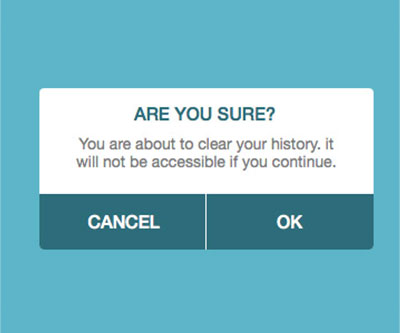 ARE YOU SURE?
You are about to clear your history. it
will not be accessible if you continue.
CANCEL
OK